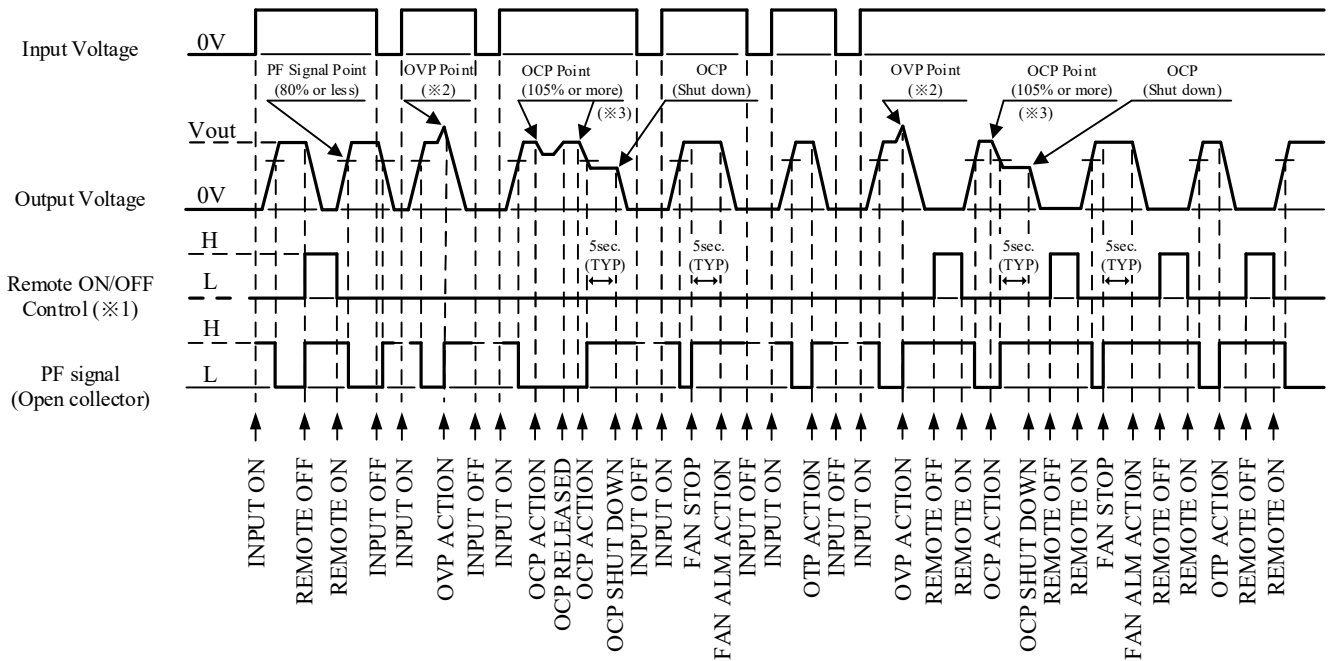 Input Voltage
0V
PF Signal Point
(80% or less)
OVP Point
(※2)
OCP Point
(105% or more)
(※3)
OCP
(Shut down)
OVP Point
(※2)
OCP Point
(105% or more)
(※3)
OCP
(Shut down)
Vout
Output Voltage
0V
H
L
Remote ON/OFF
Control (※1)
5sec.
(TYP)
5sec.
(TYP)
5sec.
(TYP)
5sec.
(TYP)
H
L
PF signal
(Open collector)
INPUT ON
REMOTE OFF
REMOTE ON
INPUT OFF
INPUT ON
OVP ACTION
INPUT OFF
INPUT ON
OCP ACTION
OCP RELEASED
OCP ACTION
OCP SHUT DOWN
INPUT OFF
INPUT ON
FAN STOP
FAN ALM ACTION
INPUT OFF
INPUT ON
OTP ACTION
INPUT OFF
INPUT ON
OVP ACTION
REMOTE OFF
REMOTE ON
OCP ACTION
OCP SHUT DOWN
REMOTE OFF
REMOTE ON
FAN STOP
FAN ALM ACTION
REMOTE OFF
REMOTE ON
OTP ACTION
REMOTE OFF
REMOTE ON